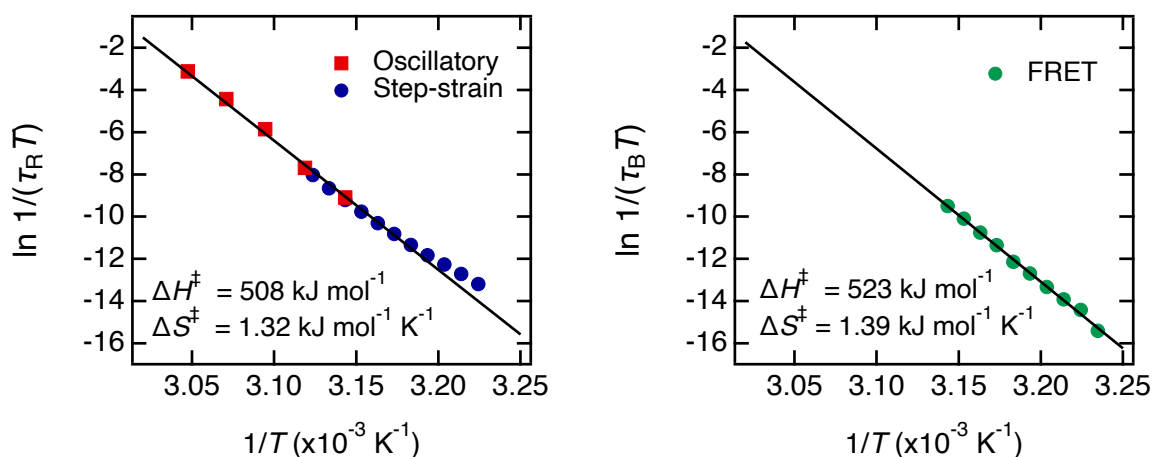 ln 1/(τ_R T)
-2
-4
-6
-8
-10
-12
-14
-16
Oscillatory
Step-strain
ΔH‡ = 508 kJ mol⁻¹
ΔS‡ = 1.32 kJ mol⁻¹ K⁻¹
3.05 3.10 3.15 3.20 3.25
1/T (x10⁻³ K⁻¹)
ln 1/(τ_B T)
-2
-4
-6
-8
-10
-12
-14
-16
FRET
ΔH‡ = 523 kJ mol⁻¹
ΔS‡ = 1.39 kJ mol⁻¹ K⁻¹
3.05 3.10 3.15 3.20 3.25
1/T (x10⁻³ K⁻¹)